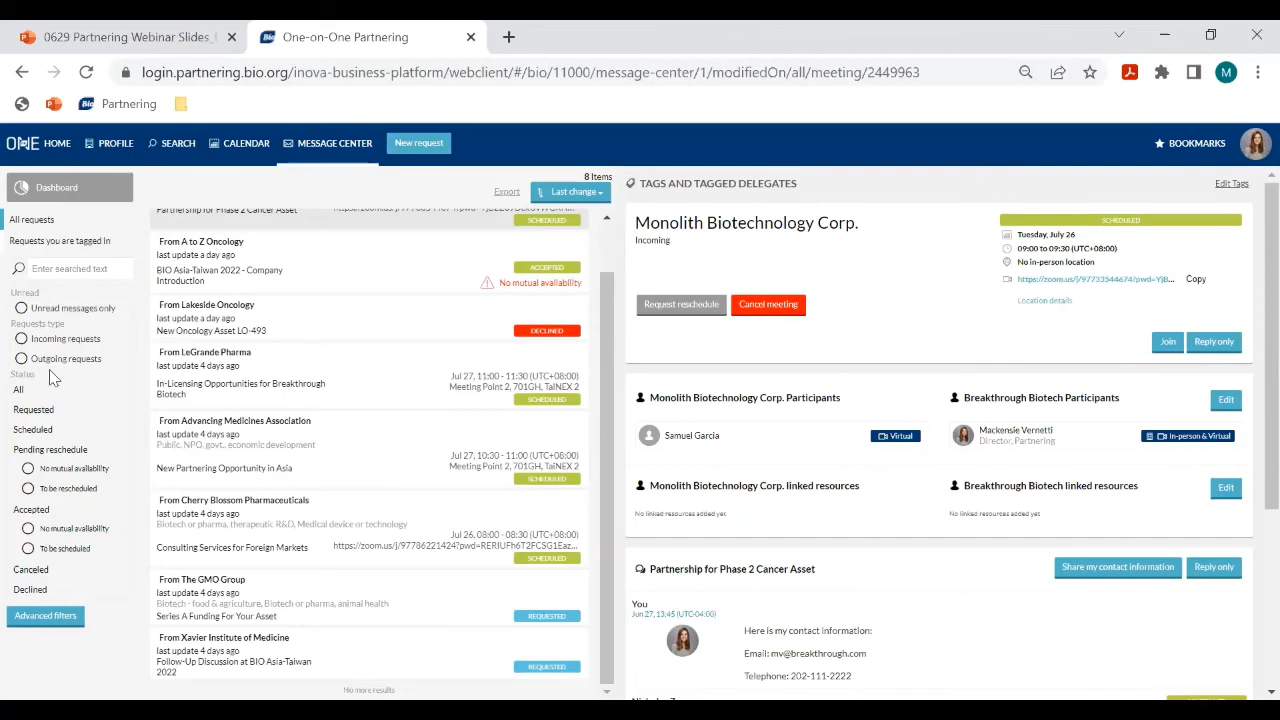 0629 Partnering Webinar Slides_
One-on-One Partnering
login.partnering.bio.org/inova-business-platform/webclient/#/bio/11000/message-center/1/modifiedOn/all/meeting/2449963
M
Bio Partnering
ONE HOME
PROFILE
SEARCH
CALENDAR
MESSAGE CENTER
New request
BOOKMARKS
Dashboard
All requests
Requests you are tagged in
Enter searched text
Unread
Unread messages only
Requests type
Incoming requests
Outgoing requests
Status
All
Requested
Scheduled
Pending reschedule
No mutual availability
To be rescheduled
Accepted
No mutual availability
To be scheduled
Canceled
Declined
Advanced filters
8 Items
Export
Last change
Partnership for Phase 2 Cancer Asset
SCHEDULED
From A to Z Oncology
last update a day ago
BIO Asia-Taiwan 2022 - Company
Introduction
ACCEPTED
No mutual availability
From Lakeside Oncology
last update a day ago
New Oncology Asset LO-493
DECLINED
From LeGrande Pharma
last update 4 days ago
In-Licensing Opportunities for Breakthrough
Biotech
Jul 27, 11:00 - 11:30 (UTC+08:00)
Meeting Point 2, 701GH, TaiNEX 2
SCHEDULED
From Advancing Medicines Association
last update 4 days ago
Public, NPO, govt., economic development
New Partnering Opportunity in Asia
Jul 27, 10:30 - 11:00 (UTC+08:00)
Meeting Point 2, 701GH, TaiNEX 2
SCHEDULED
From Cherry Blossom Pharmaceuticals
last update 4 days ago
Biotech or pharma, therapeutic R&D, Medical device or technology
Consulting Services for Foreign Markets
Jul 26, 08:00 - 08:30 (UTC+08:00)
https://zoom.us/j/97786221424?pwd=RERIUFh6T2FCSG1Eaz...
SCHEDULED
From The GMO Group
last update 4 days ago
Biotech - food & agriculture, Biotech or pharma, animal health
Series A Funding For Your Asset
REQUESTED
From Xavier Institute of Medicine
last update 4 days ago
Follow-Up Discussion at BIO Asia-Taiwan
2022
REQUESTED
No more results
TAGS AND TAGGED DELEGATES
Edit Tags
Monolith Biotechnology Corp.
Incoming
SCHEDULED
Tuesday, July 26
09:00 to 09:30 (UTC+08:00)
No in-person location
https://zoom.us/j/97733544674?pwd=YjB... Copy
Location details
Request reschedule
Cancel meeting
Join
Reply only
Monolith Biotechnology Corp. Participants
Samuel Garcia
Virtual
Breakthrough Biotech Participants
Edit
Mackensie Vernetti
Director, Partnering
In-person & Virtual
Monolith Biotechnology Corp. linked resources
No linked resources added yet.
Breakthrough Biotech linked resources
Edit
No linked resources added yet
Partnership for Phase 2 Cancer Asset
Share my contact information
Reply only
You
Jun 27, 13:45 (UTC-04:00)
Here is my contact information:
Email: mv@breakthrough.com
Telephone: 202-111-2222